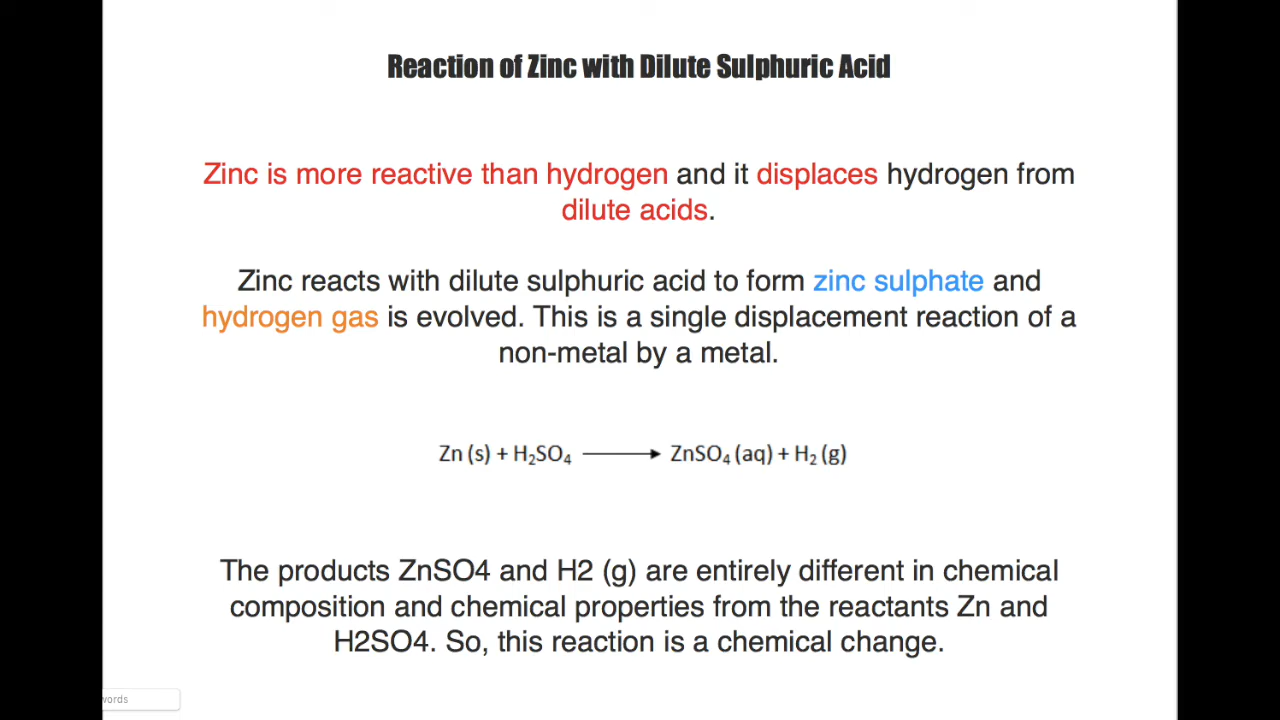 Reaction of Zinc with Dilute Sulphuric Acid
Zinc is more reactive than hydrogen and it displaces hydrogen from
dilute acids.
Zinc reacts with dilute sulphuric acid to form zinc sulphate and
hydrogen gas is evolved. This is a single displacement reaction of a
non-metal by a metal.
Zn (s) + H₂SO₄ ⟶ ZnSO₄ (aq) + H₂ (g)
The products ZnSO4 and H2 (g) are entirely different in chemical
composition and chemical properties from the reactants Zn and
H2SO4. So, this reaction is a chemical change.
words